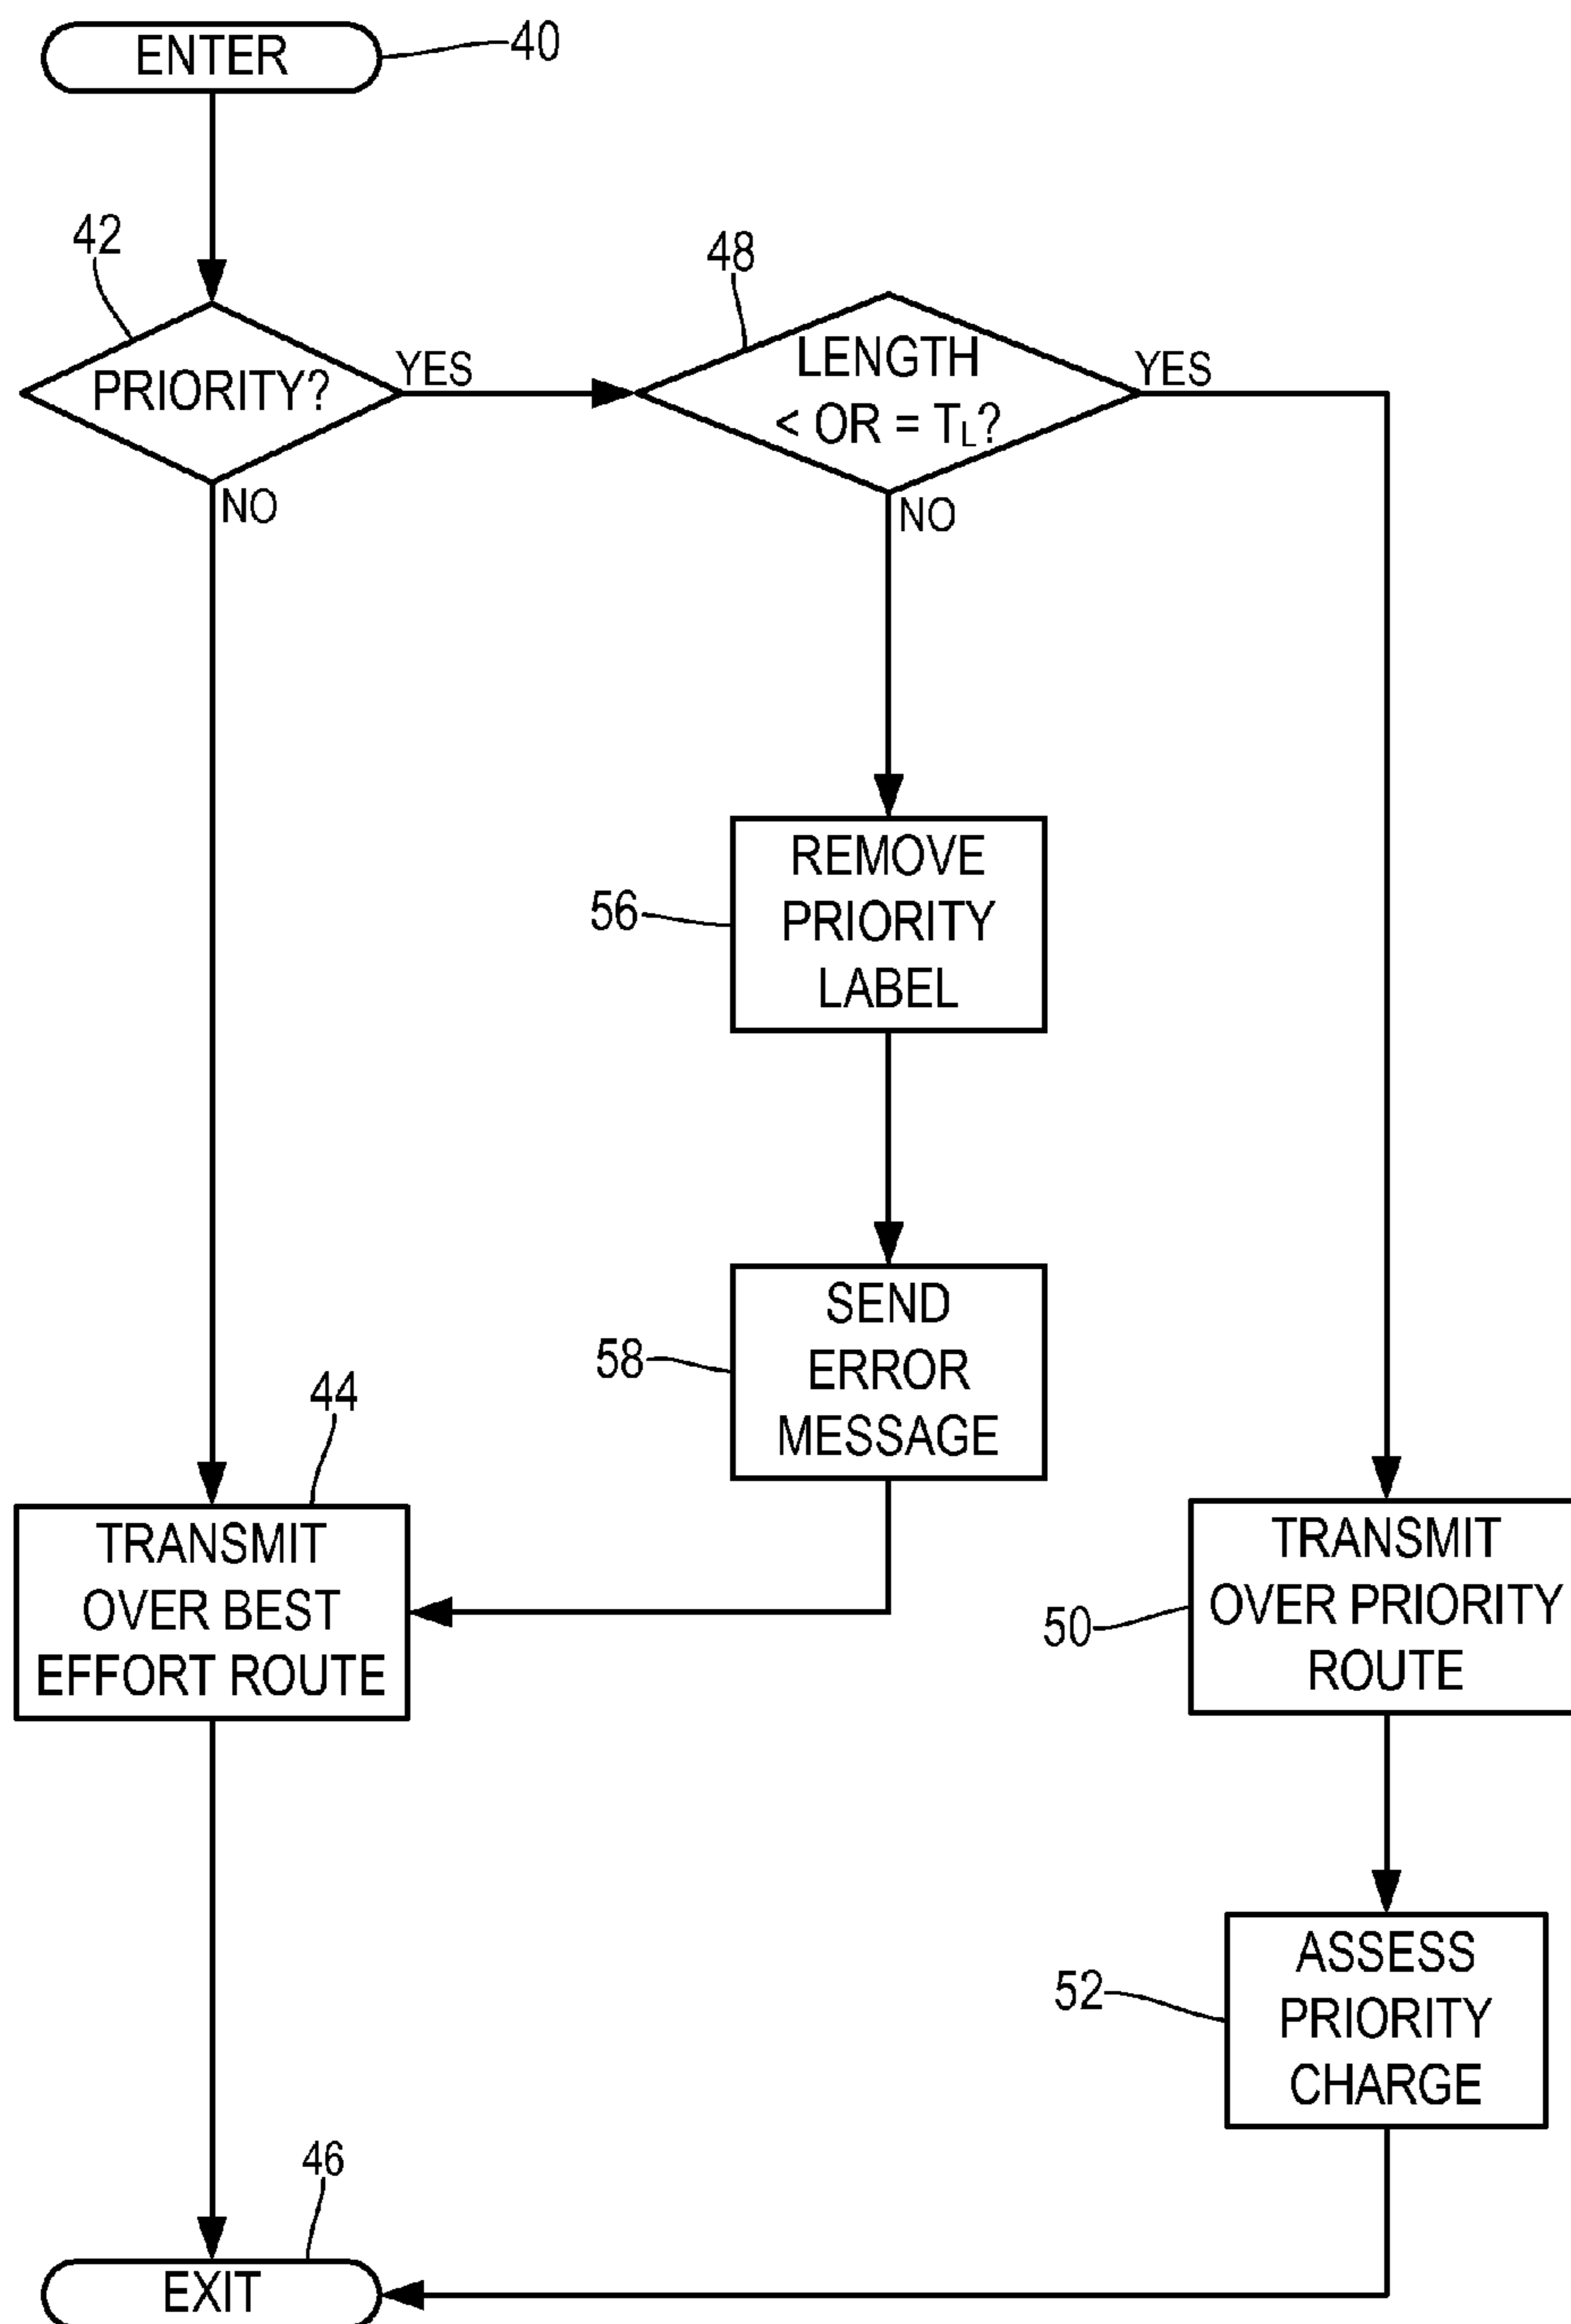 ENTER
40
42
PRIORITY?
YES
NO
48
LENGTH
< OR = TL?
YES
NO
56
REMOVE
PRIORITY
LABEL
58
SEND
ERROR
MESSAGE
44
TRANSMIT
OVER BEST
EFFORT ROUTE
50
TRANSMIT
OVER PRIORITY
ROUTE
52
ASSESS
PRIORITY
CHARGE
46
EXIT